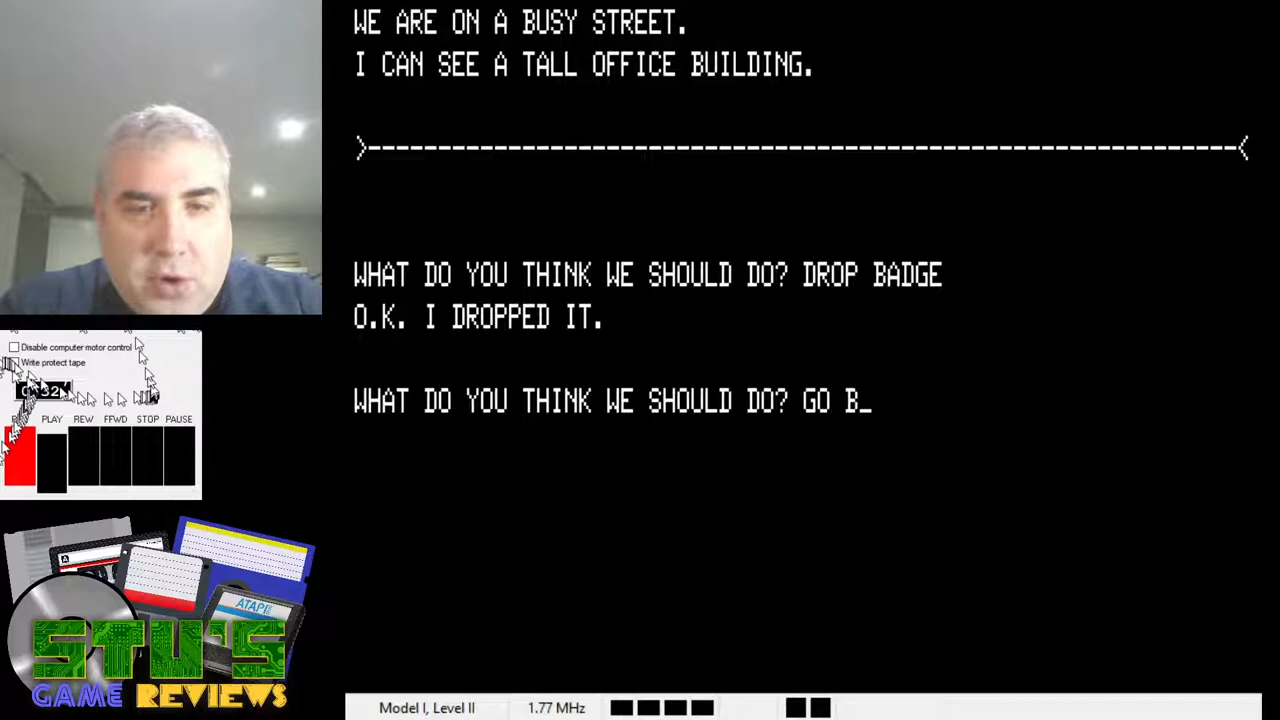 WE ARE ON A BUSY STREET.
I CAN SEE A TALL OFFICE BUILDING.
>--------------------------------------------------------------<
WHAT DO YOU THINK WE SHOULD DO? DROP BADGE
O.K. I DROPPED IT.
WHAT DO YOU THINK WE SHOULD DO? GO B_
Disable computer motor control
Write protect tape
PLAY REW FFWD STOP PAUSE
ATAPI
STU'S
GAME REVIEWS
Model I, Level II 1.77 MHz